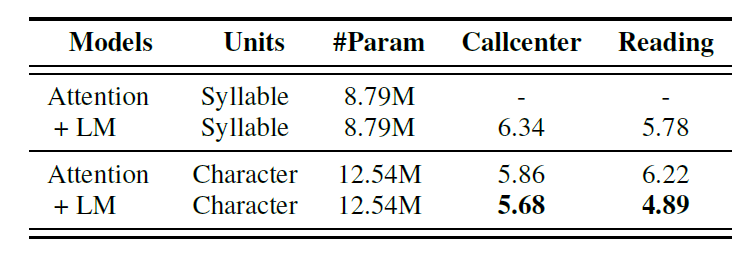 Models Units #Param Callcenter Reading
Attention Syllable 8.79M - -
+ LM Syllable 8.79M 6.34 5.78
Attention Character 12.54M 5.86 6.22
+ LM Character 12.54M 5.68 4.89